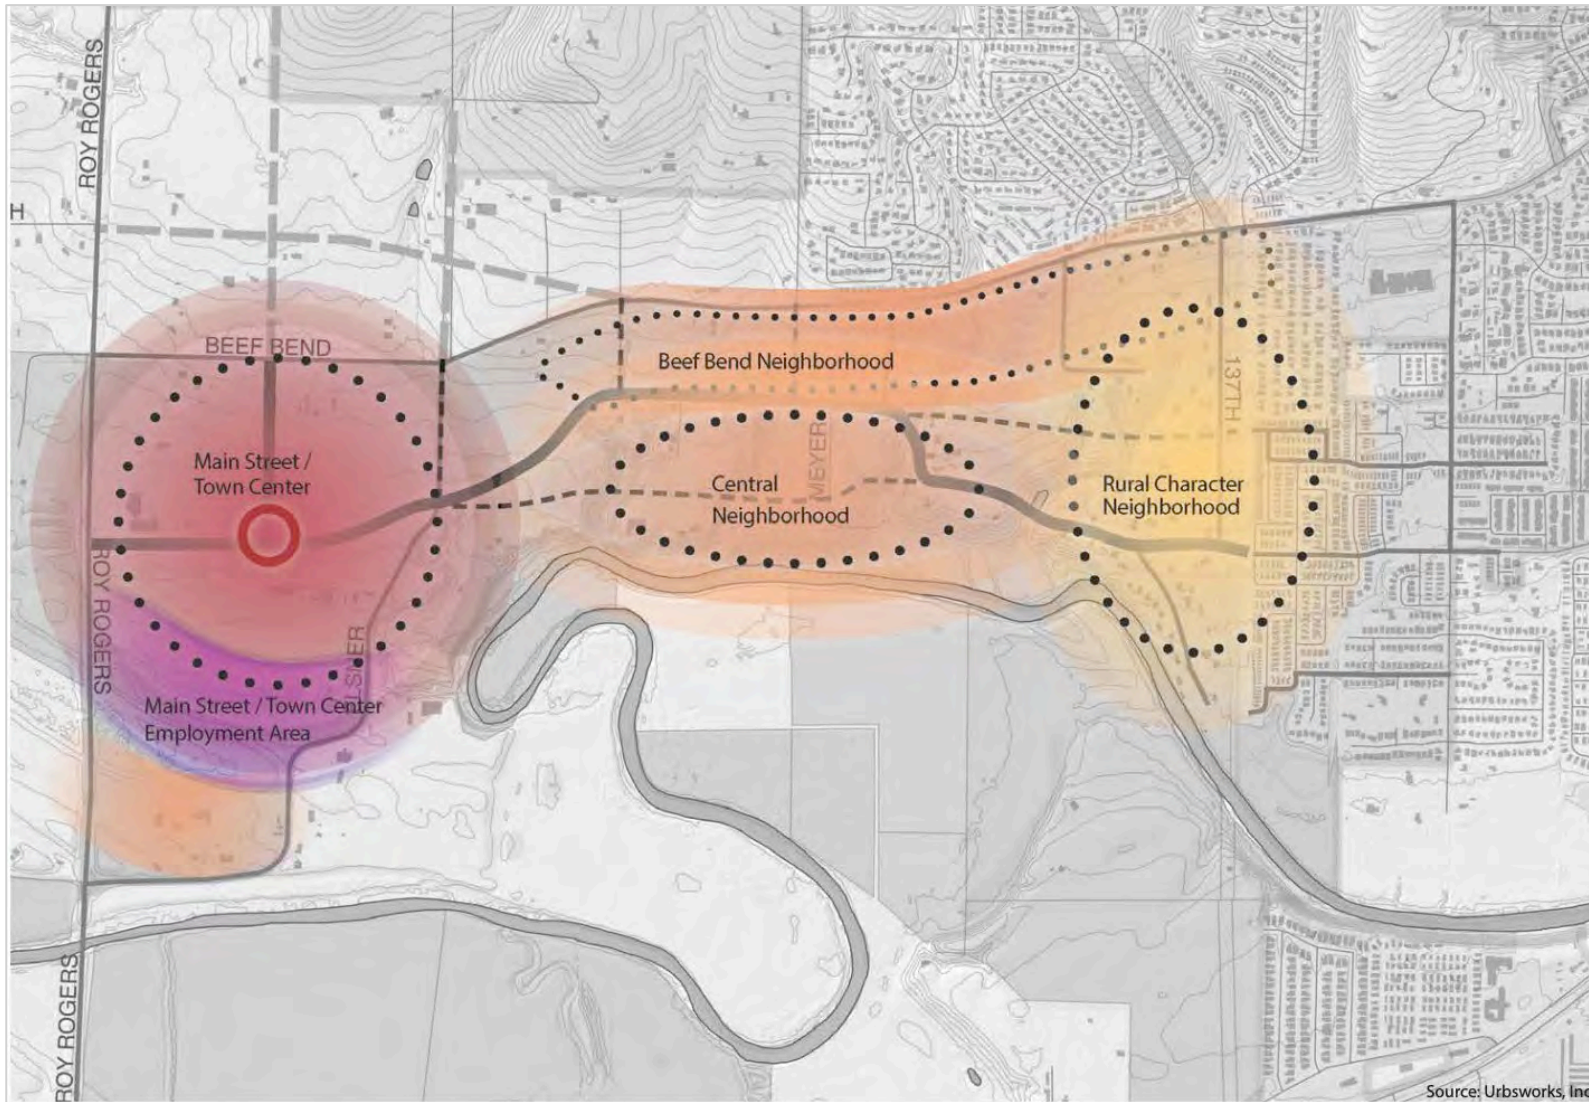 ROY ROGERS
H
BEEF BEND
Beef Bend Neighborhood
137TH
Main Street /
Town Center
MEYER
Central
Neighborhood
Rural Character
Neighborhood
ROY ROGERS
ELSNER
Main Street / Town Center
Employment Area
ROY ROGERS
Source: Urbsworks, Inc